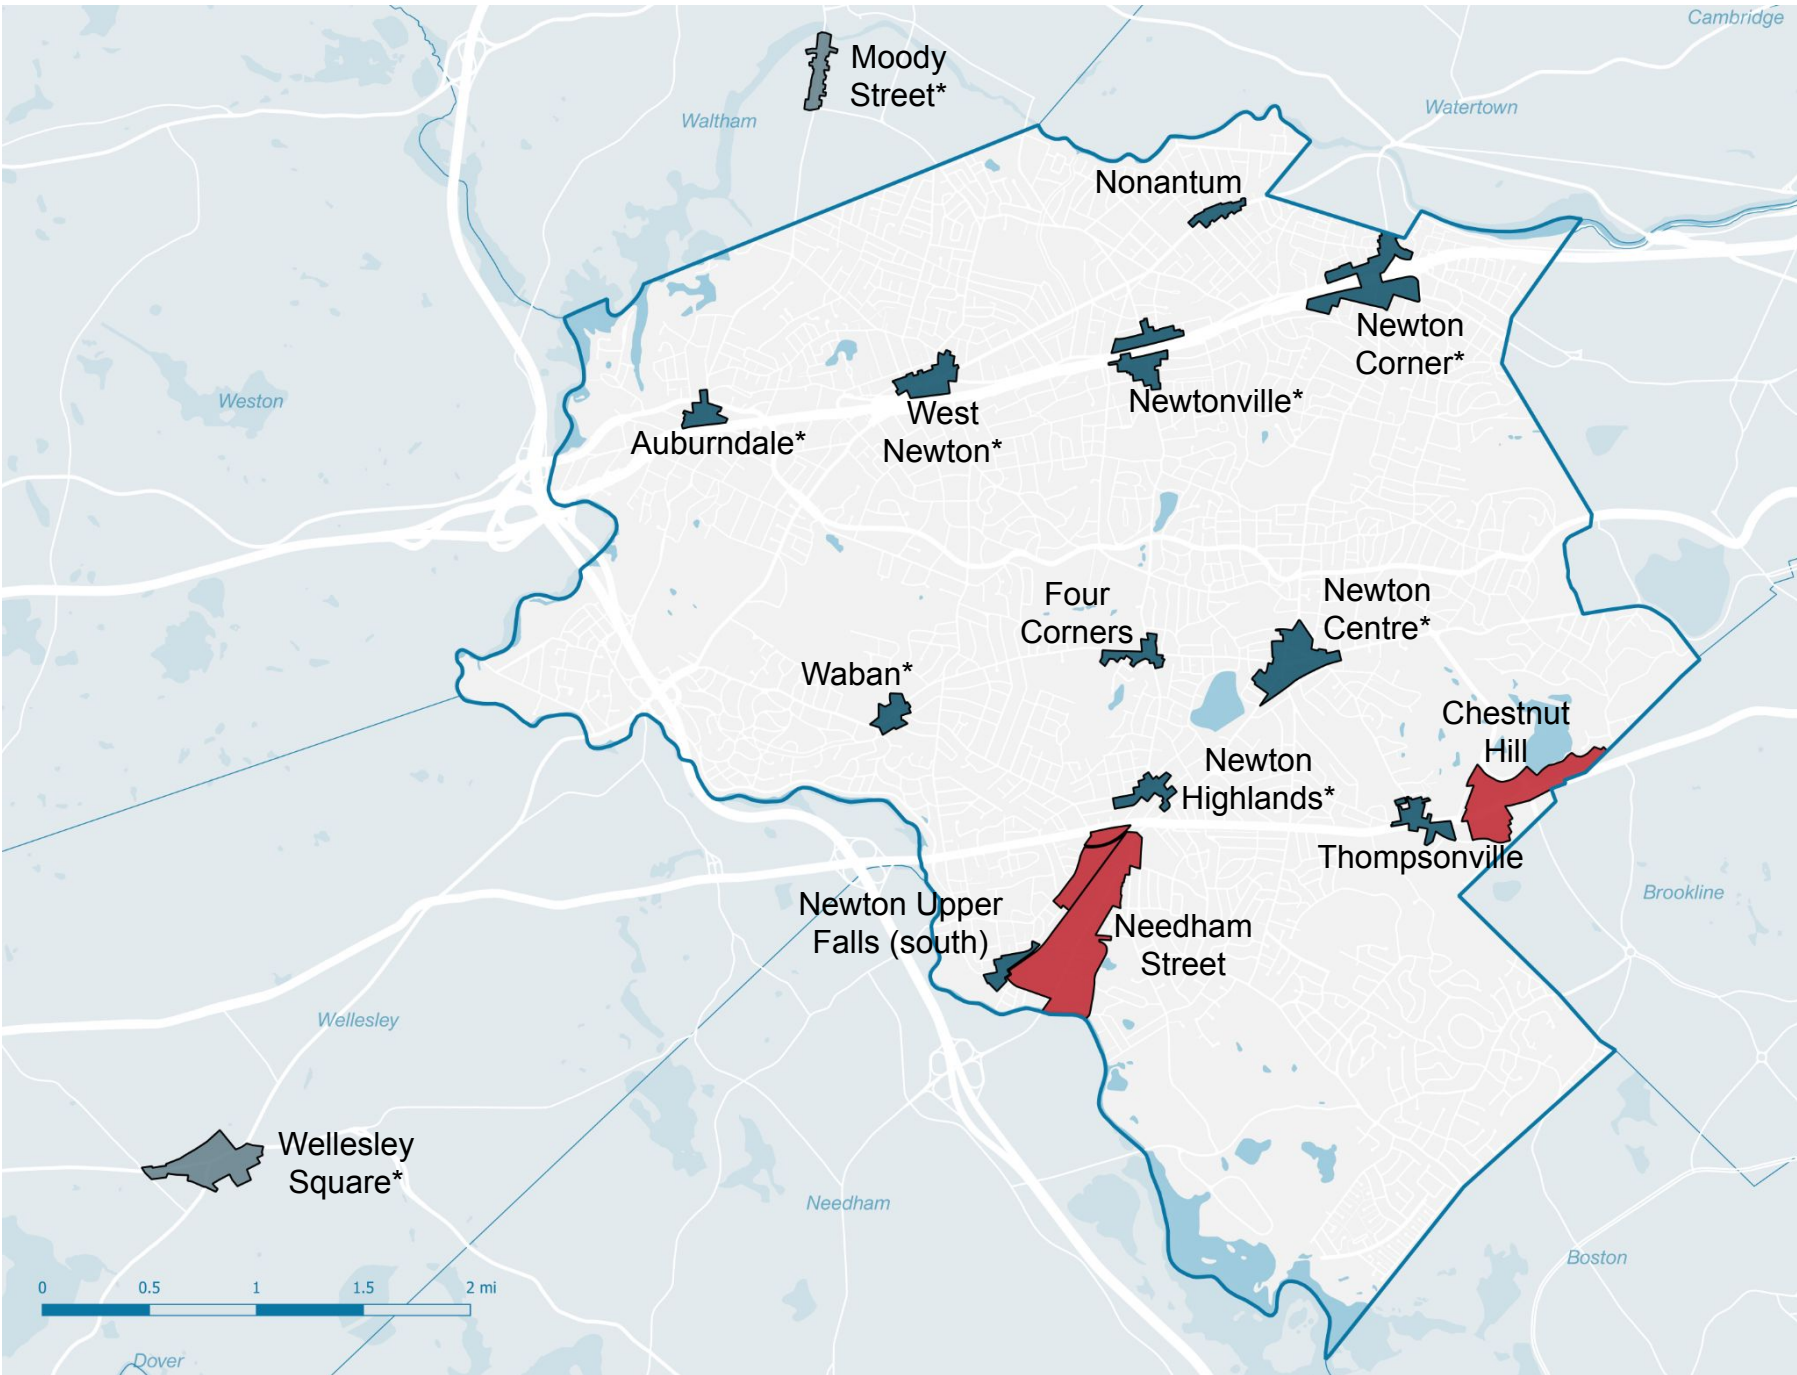 Cambridge
Moody
Street*
Waltham
Watertown
Nonantum
Newton
Corner*
Newtonville*
Weston
West
Newton*
Auburndale*
Four
Corners
Newton
Centre*
Waban*
Chestnut
Hill
Newton
Highlands*
Thompsonville
Brookline
Newton Upper
Falls (south)
Needham
Street
Wellesley
Wellesley
Square*
Needham
Boston
0 0.5 1 1.5 2 mi
Dover